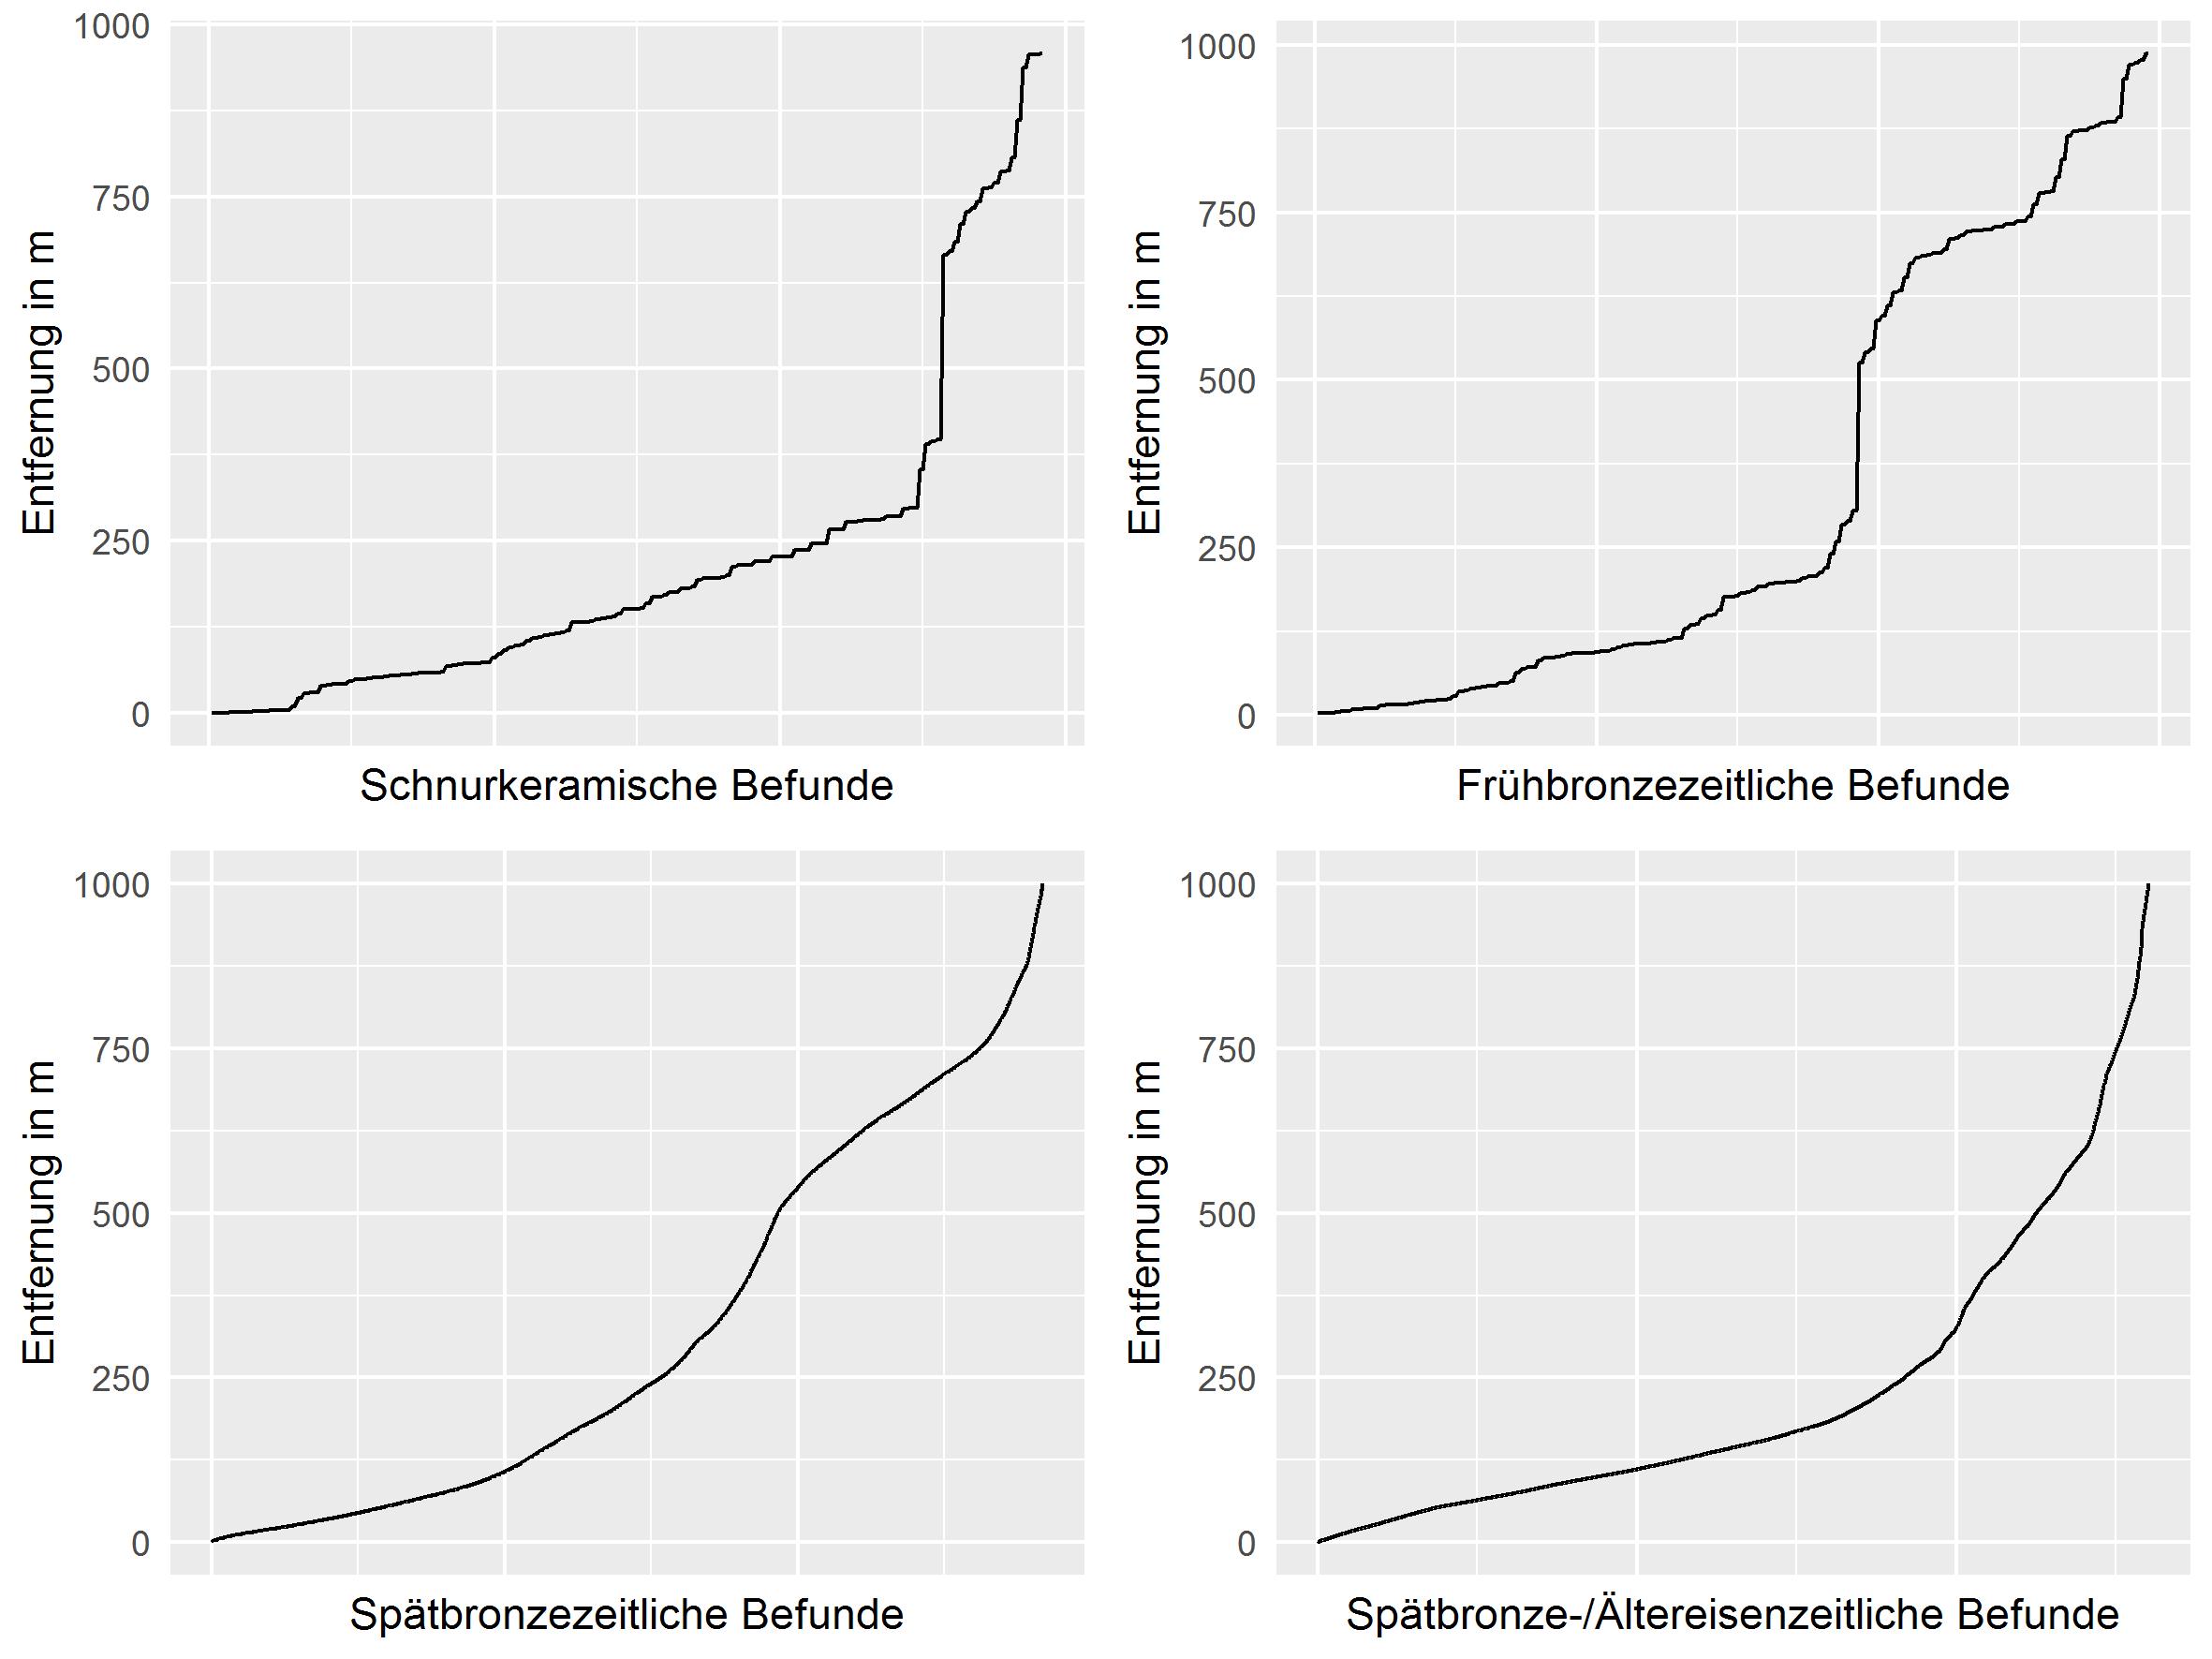 Entfernung in m
1000
750
500
250
0
Schnurkeramische Befunde
Entfernung in m
1000
750
500
250
0
Frühbronzezeitliche Befunde
Entfernung in m
1000
750
500
250
0
Spätbronzezeitliche Befunde
Entfernung in m
1000
750
500
250
0
Spätbronze-/Ältereisenzeitliche Befunde